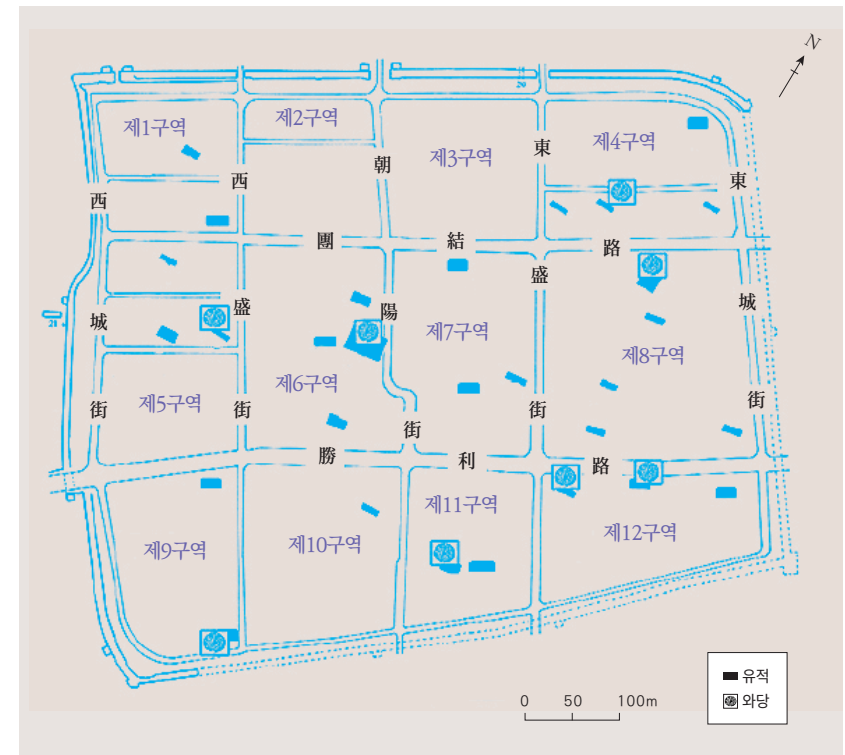 N
제1구역
제2구역
제3구역
제4구역
西城街
西盛街
朝陽街
東盛街
東城街
團結路
제5구역
제6구역
제7구역
제8구역
勝利路
제9구역
제10구역
제11구역
제12구역
유적
와당
0 50 100m